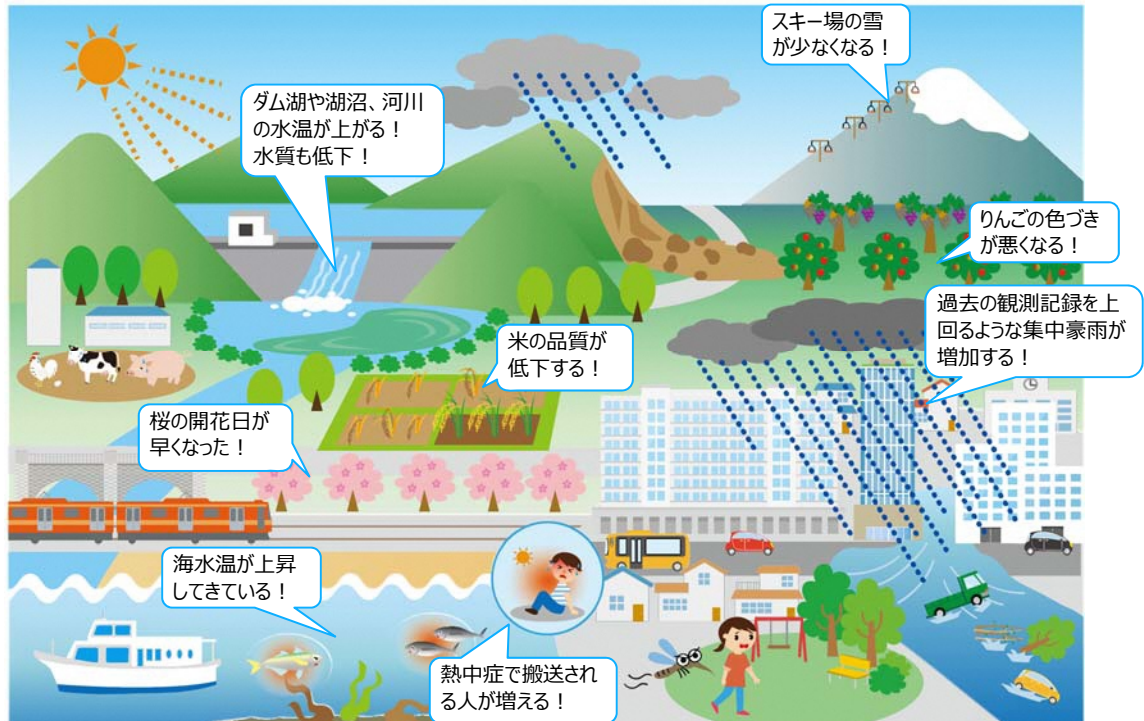 スキー場の雪
が少なくなる！
ダム湖や湖沼、河川
の水温が上がる！
水質も低下！
りんごの色づき
が悪くなる！
過去の観測記録を上
回るような集中豪雨が
増加する！
米の品質が
低下する！
桜の開花日が
早くなった！
海水温が上昇
してきている！
熱中症で搬送され
る人が増える！